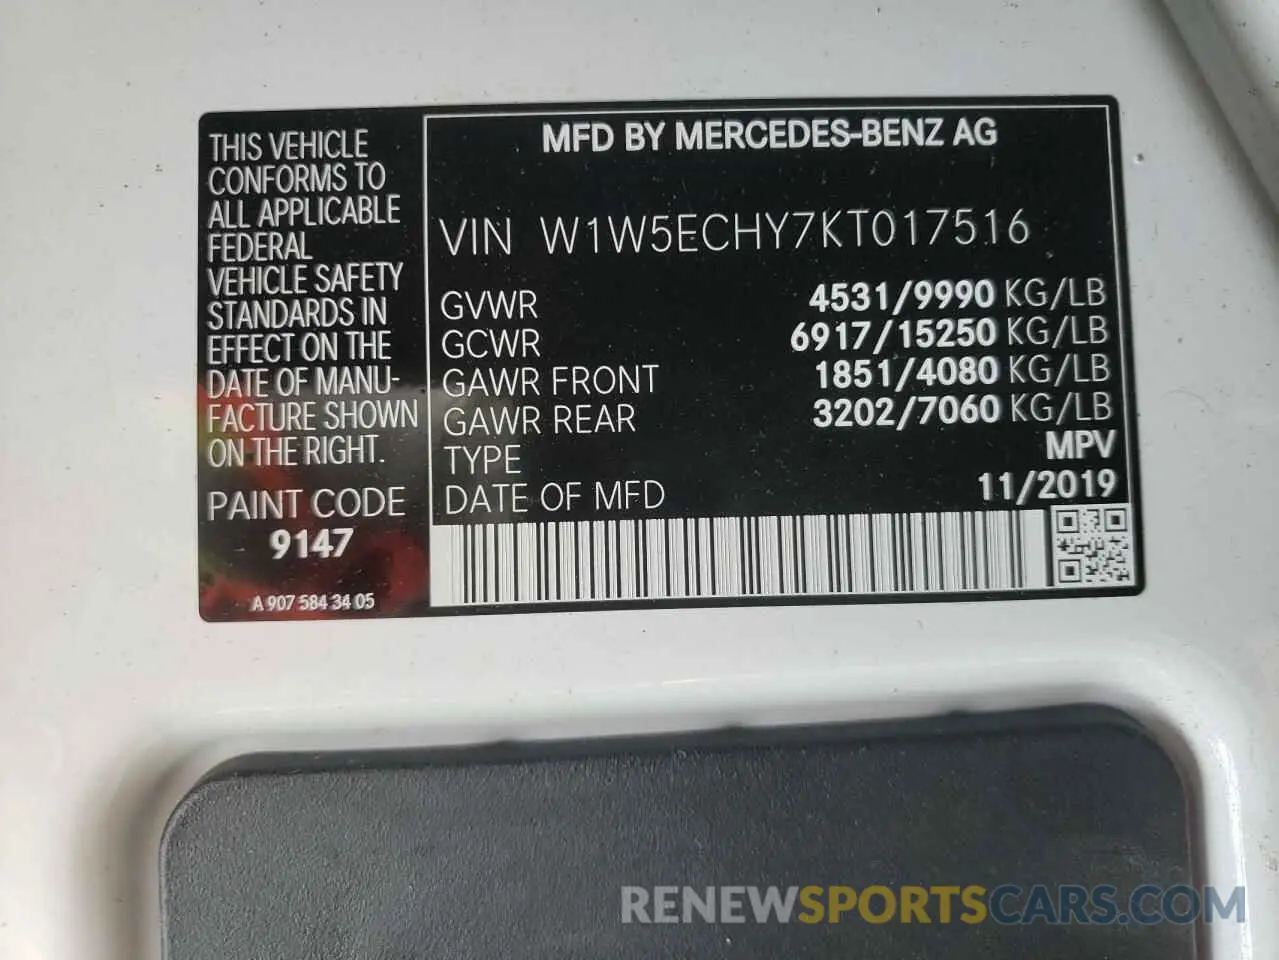 THIS VEHICLE
CONFORMS TO
ALL APPLICABLE
FEDERAL
VEHICLE SAFETY
STANDARDS IN
EFFECT ON THE
DATE OF MANU-
FACTURE SHOWN
ON THE RIGHT.
PAINT CODE
9147
A 907 584 34 05
MFD BY MERCEDES-BENZ AG
VIN W1W5ECHY7KT017516
GVWR 4531/9990 KG/LB
GCWR 6917/15250 KG/LB
GAWR FRONT 1851/4080 KG/LB
GAWR REAR 3202/7060 KG/LB
TYPE MPV
DATE OF MFD 11/2019
RENEWSPORTSCARS.COM